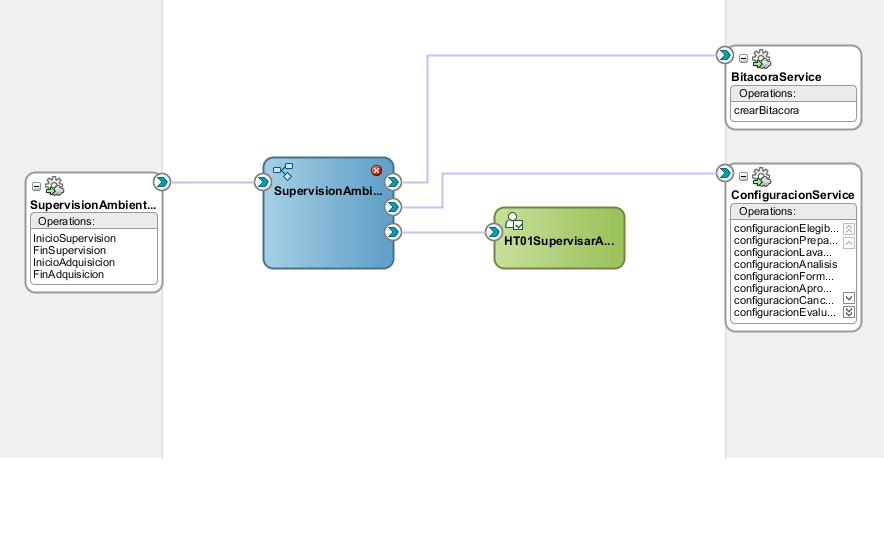 BitacoraService
Operations:
crearBitacora
SupervisionAmbient...
Operations:
InicioSupervision
FinSupervision
InicioAdquisicion
FinAdquisicion
SupervisionAmbi...
HT01SupervisarA...
ConfiguracionService
Operations:
configuracionElegib...
configuracionPrepa...
configuracionLava...
configuracionAnalisis
configuracionForm...
configuracionApro...
configuracionCanc...
configuracionEvalu...